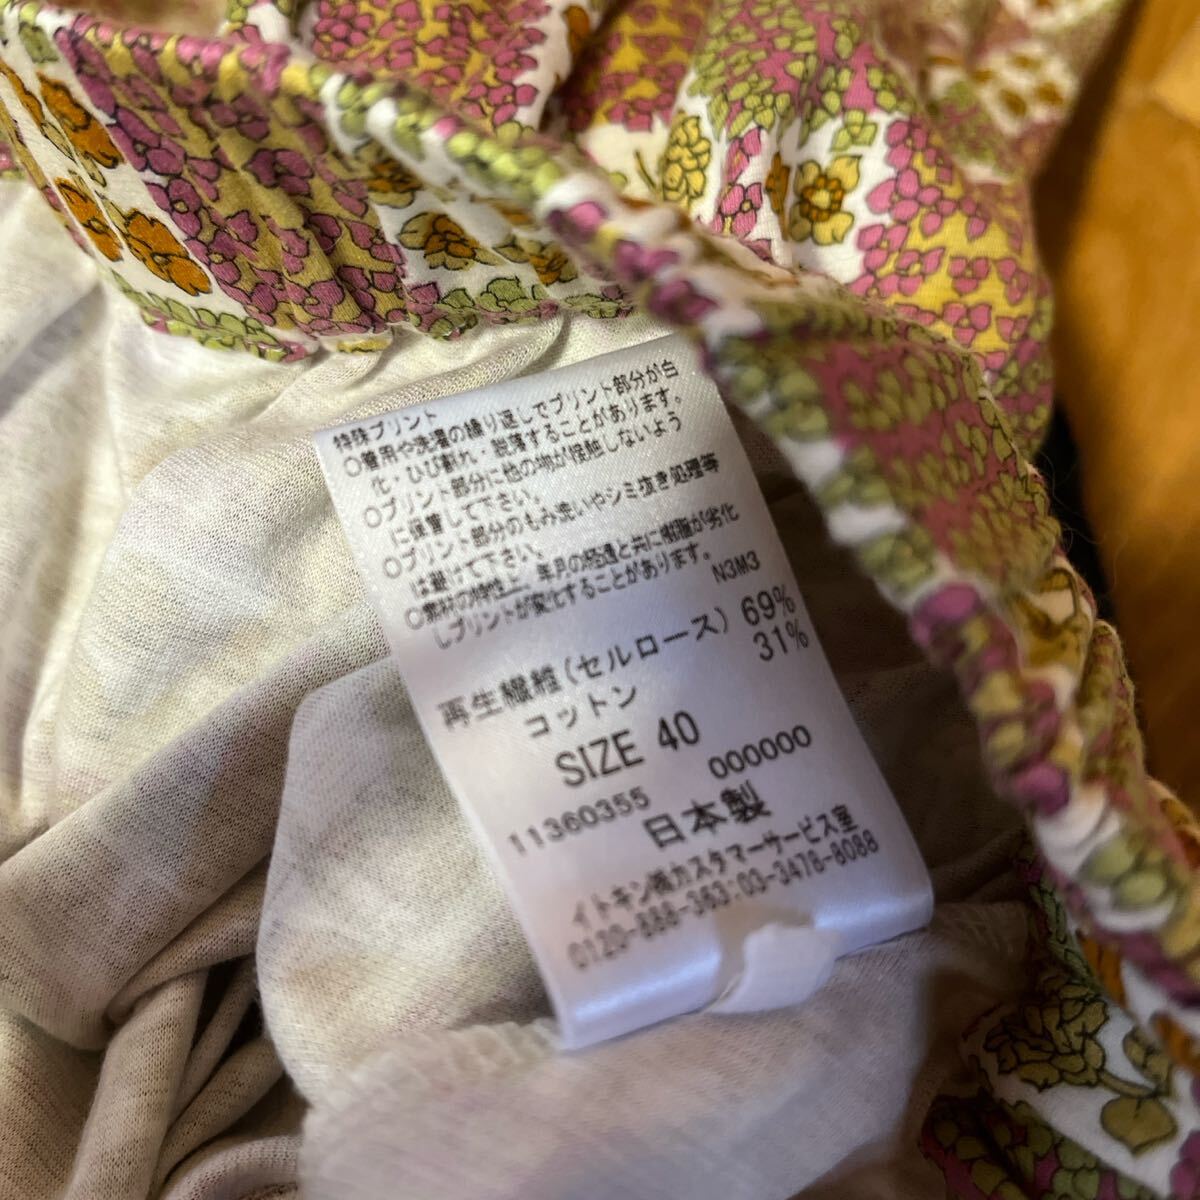 特殊プリント
○着用や洗濯の繰り返しでプリント部分が白
化・ひび割れ・脱落することがあります。
○プリント部分に他の物が接触しないよう
に保管して下さい。
○プリント部分のもみ洗いやシミ抜き処理等
は避けて下さい。
○素材の特性上、年月の経過と共に樹脂が劣化
しプリントが変化することがあります。
N3M3
再生繊維(セルロース) 69%
コットン 31%
SIZE 40
11360355 000000
日本製
イトキン㈱カスタマーサービス室
0120-888-363:03-3478-8088